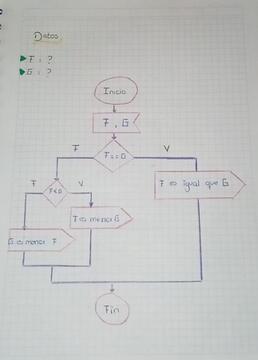 Datos
F : ?
G : ?
Inicio
F , G
F V
F == G
F es igual que G
F V
F < G
F es menor G
G es menor F
Fin